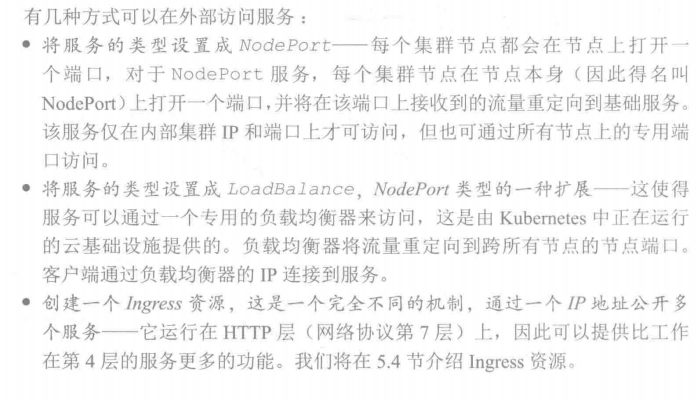 有几种方式可以在外部访问服务：
● 将服务的类型设置成 NodePort——每个集群节点都会在节点上打开一
个端口，对于 NodePort 服务，每个集群节点在节点本身（因此得名叫
NodePort）上打开一个端口，并将在该端口上接收到的流量重定向到基础服务。
该服务仅在内部集群 IP 和端口上才可访问，但也可通过所有节点上的专用端
口访问。
● 将服务的类型设置成 LoadBalance，NodePort 类型的一种扩展——这使得
服务可以通过一个专用的负载均衡器来访问，这是由 Kubernetes 中正在运行
的云基础设施提供的。负载均衡器将流量重定向到跨所有节点的节点端口。
客户端通过负载均衡器的 IP 连接到服务。
● 创建一个 Ingress 资源，这是一个完全不同的机制，通过一个 IP 地址公开多
个服务——它运行在 HTTP 层（网络协议第 7 层）上，因此可以提供比工作
在第 4 层的服务更多的功能。我们将在 5.4 节介绍 Ingress 资源。